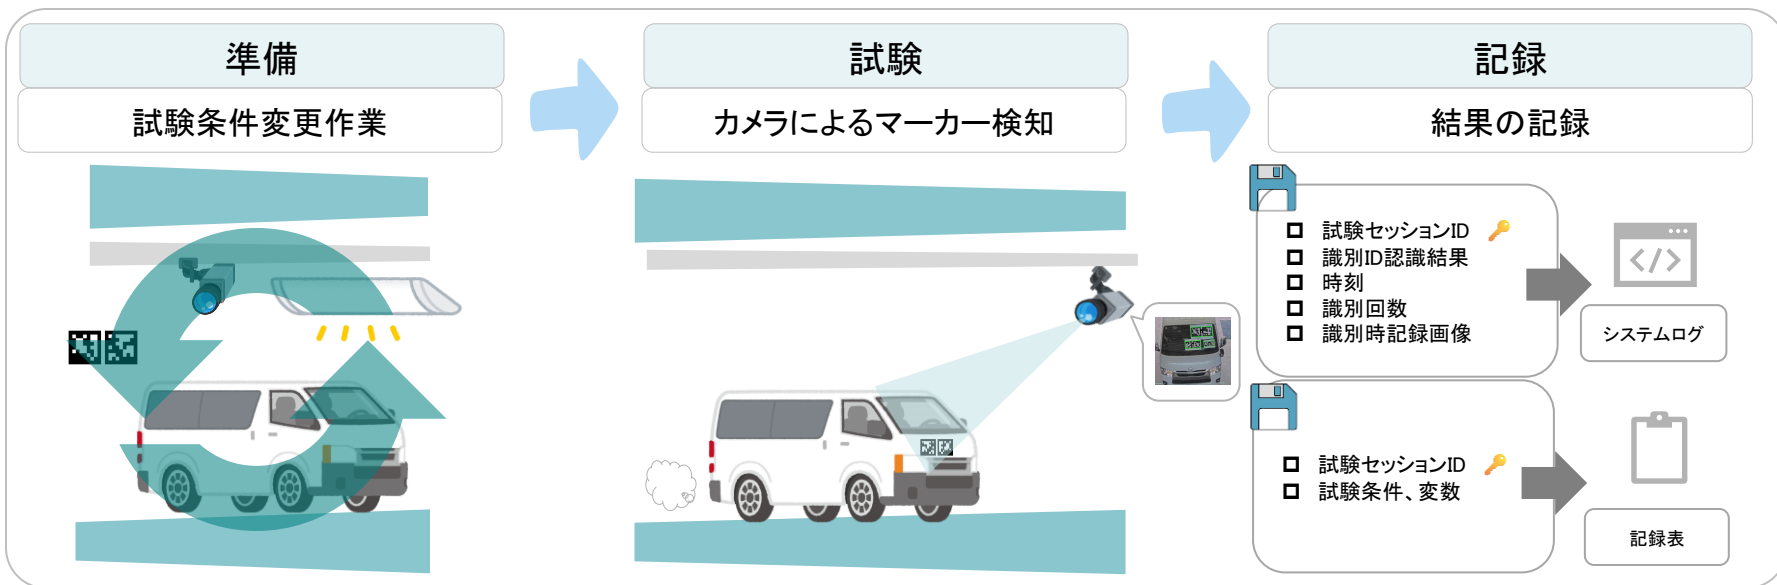 準備
試験条件変更作業
試験
カメラによるマーカー検知
記録
結果の記録
試験セッションID
識別ID認識結果
時刻
識別回数
識別時記録画像
システムログ
試験セッションID
試験条件、変数
記録表